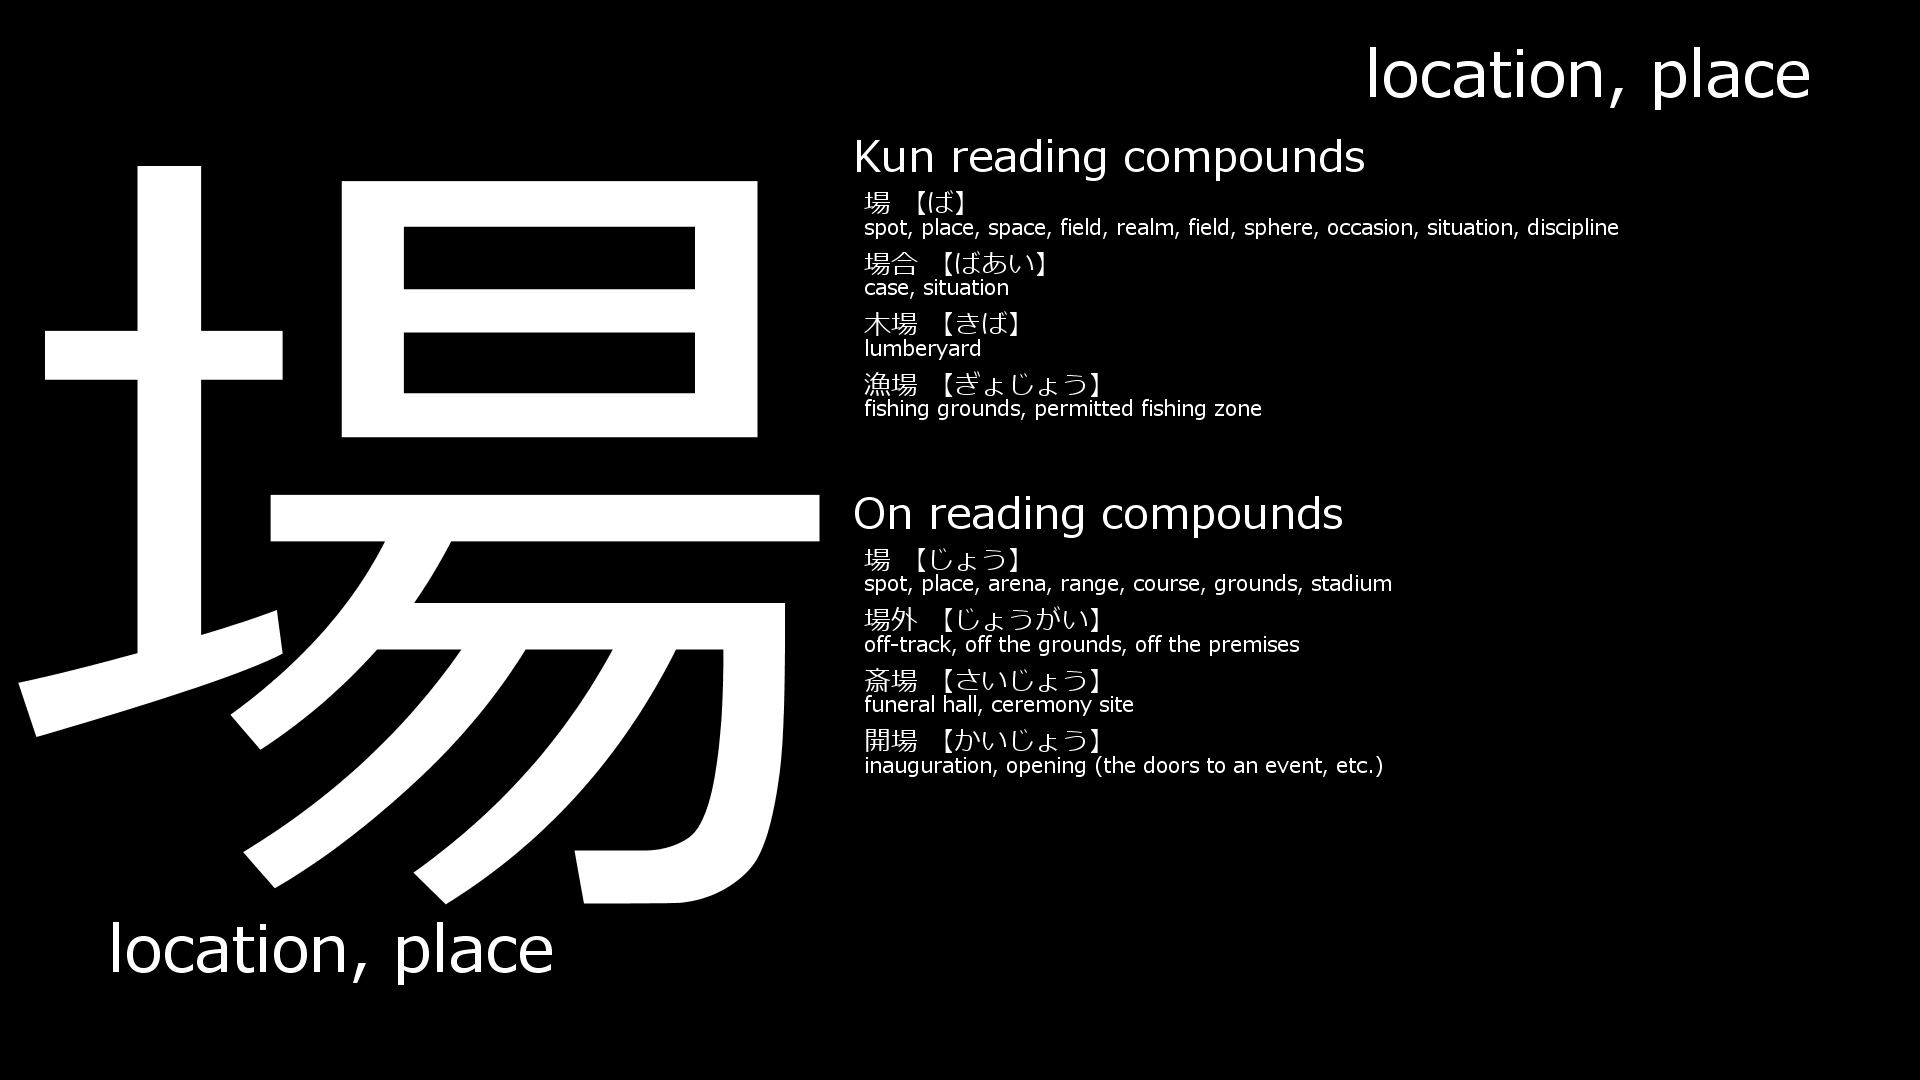 location, place
場
location, place
Kun reading compounds
場 【ば】
spot, place, space, field, realm, field, sphere, occasion, situation, discipline
場合 【ばあい】
case, situation
木場 【きば】
lumberyard
漁場 【ぎょじょう】
fishing grounds, permitted fishing zone
On reading compounds
場 【じょう】
spot, place, arena, range, course, grounds, stadium
場外 【じょうがい】
off-track, off the grounds, off the premises
斎場 【さいじょう】
funeral hall, ceremony site
開場 【かいじょう】
inauguration, opening (the doors to an event, etc.)